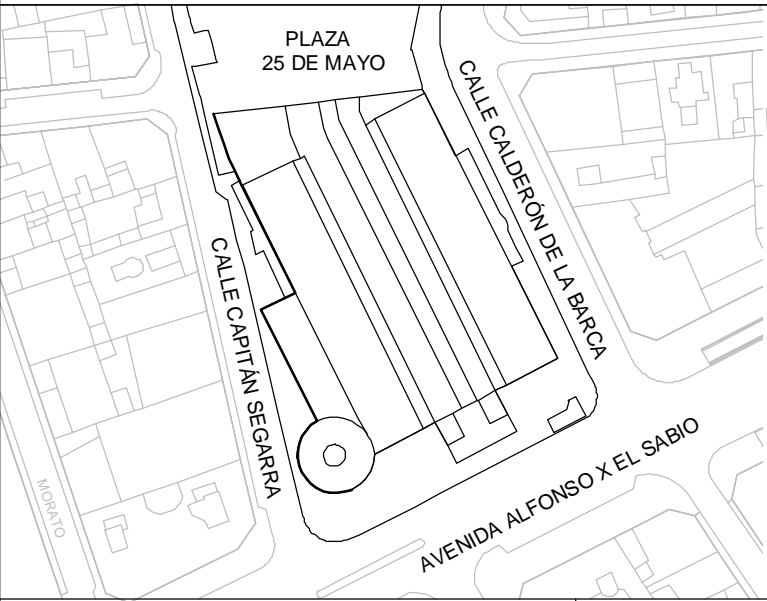 PLAZA
25 DE MAYO
CALLE CALDERÓN DE LA BARCA
CALLE CAPITÁN SEGARRA
MORATO
AVENIDA ALFONSO X EL SABIO